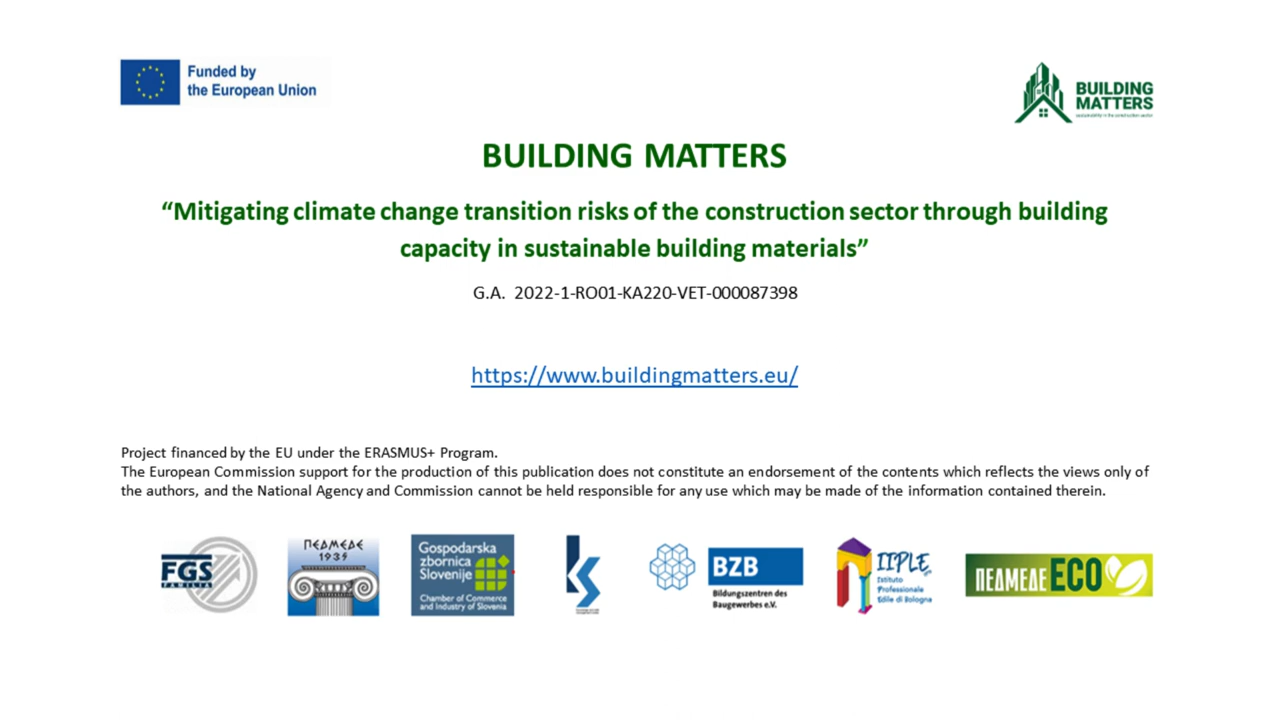 Funded by
the European Union
BUILDING
MATTERS
BUILDING MATTERS
“Mitigating climate change transition risks of the construction sector through building
capacity in sustainable building materials”
G.A. 2022-1-RO01-KA220-VET-000087398
https://www.buildingmatters.eu/
Project financed by the EU under the ERASMUS+ Program.
The European Commission support for the production of this publication does not constitute an endorsement of the contents which reflects the views only of
the authors, and the National Agency and Commission cannot be held responsible for any use which may be made of the information contained therein.
FGS
FAMILIA
ΠΕΔΜΕΔΕ
1935
Gospodarska
zbornica
Slovenije
Chamber of Commerce
and Industry of Slovenia
BZB
Bildungszentren des
Baugewerbes e.V.
IIPLE
Istituto
Professionale
Edile di Bologna
ΠΕΔΜΕΔΕ ECO